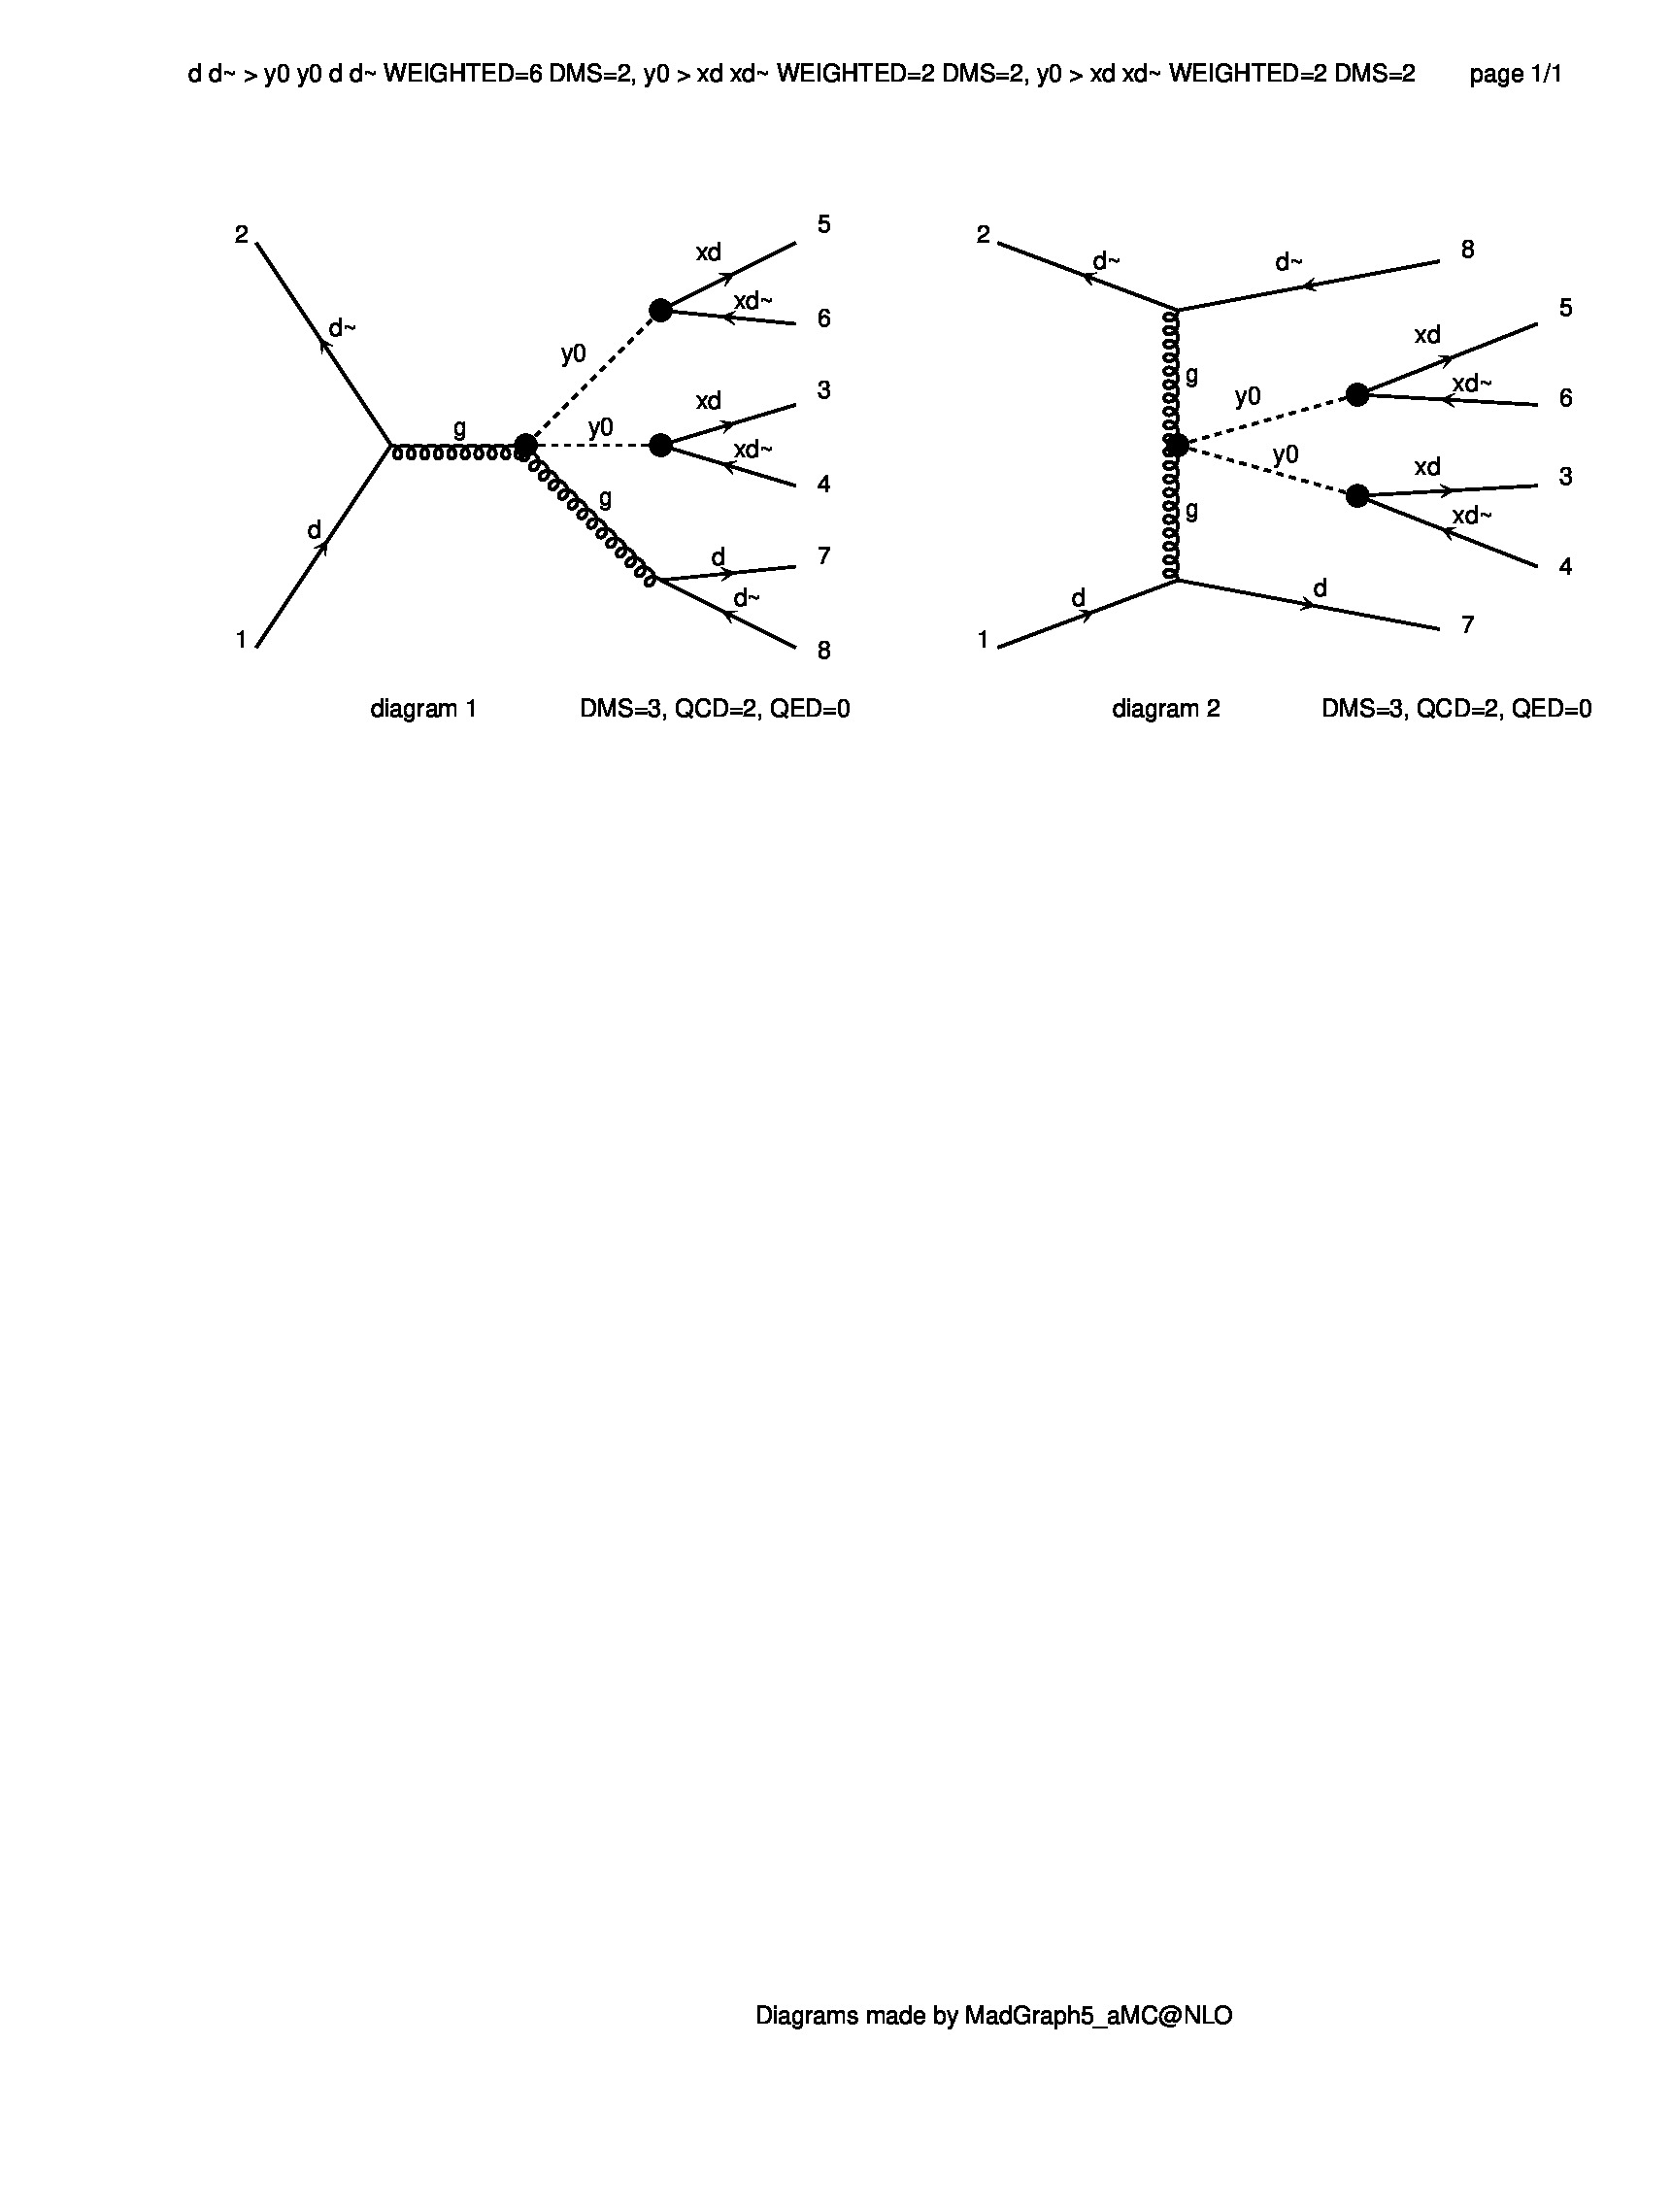 d d~ > y0 y0 d d~ WEIGHTED=6 DMS=2, y0 > xd xd~ WEIGHTED=2 DMS=2, y0 > xd xd~ WEIGHTED=2 DMS=2 page 1/1
2
d~
d
1
g
y0
y0
g
xd
5
xd~
6
xd
3
xd~
4
d
7
d~
8
diagram 1 DMS=3, QCD=2, QED=0
2
d~
d~
8
g
y0
xd
5
xd~
6
y0
g
xd
3
xd~
4
d
1
d
7
diagram 2 DMS=3, QCD=2, QED=0
Diagrams made by MadGraph5_aMC@NLO